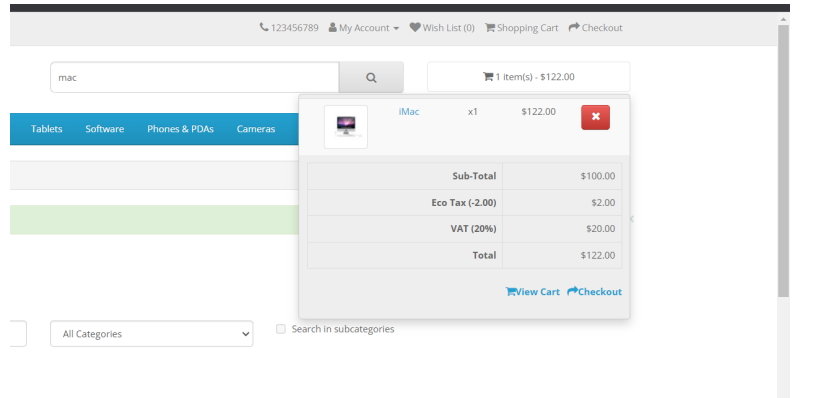 123456789 My Account Wish List (0) Shopping Cart Checkout
mac
1 item(s) - $122.00
iMac x1 $122.00
Tablets Software Phones & PDAs Cameras
Sub-Total $100.00
Eco Tax (-2.00) $2.00
VAT (20%) $20.00
Total $122.00
View Cart Checkout
All Categories
Search in subcategories